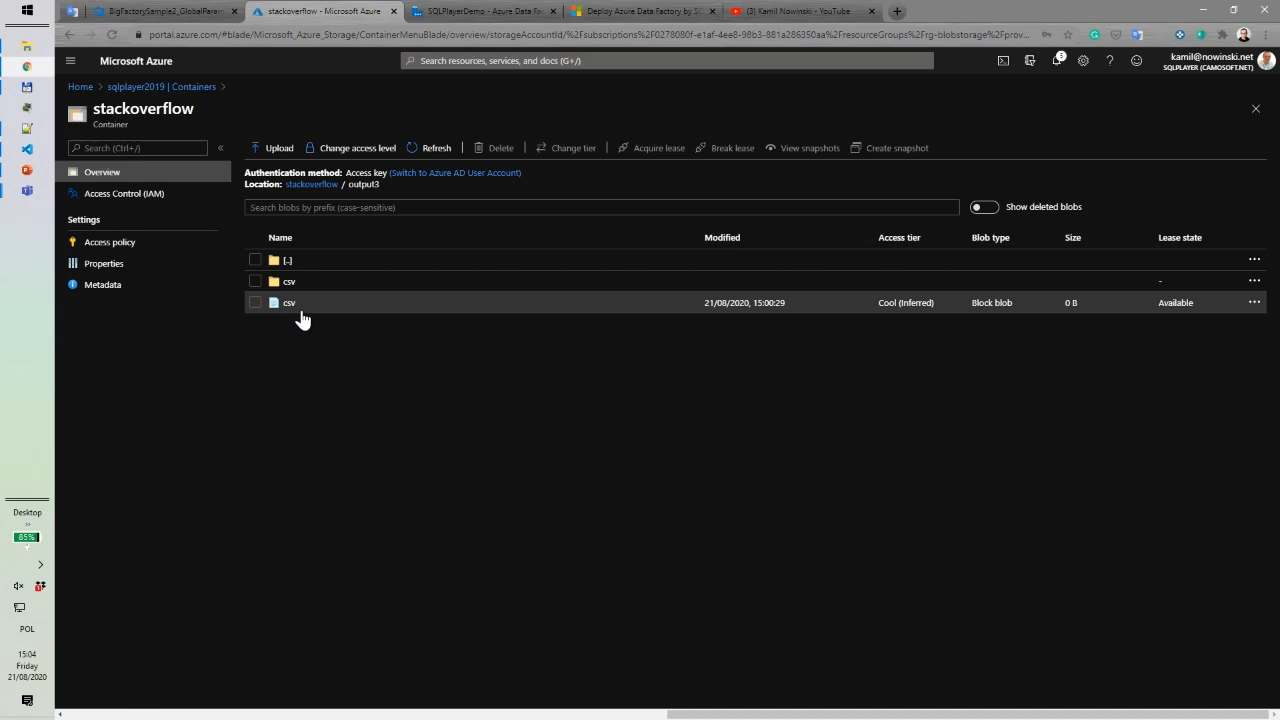 BigFactorySample2_GlobalParam
stackoverflow - Microsoft Azure
SQLPlayerDemo - Azure Data Fac
Deploy Azure Data Factory by SQ
(3) Kamil Nowinski - YouTube
portal.azure.com/#blade/Microsoft_Azure_Storage/ContainerMenuBlade/overview/storageAccountId/%2Fsubscriptions%2F0278080f-e1af-4ee8-98b3-881a286350aa%2FresourceGroups%2Frg-blobstorage%2Fprov...
Microsoft Azure
Search resources, services, and docs (G+/)
5
kamil@nowinski.net
SQLPLAYER (CAMOSOFT.NET)
Home > sqlplayer2019 | Containers >
stackoverflow
Container
Search (Ctrl+/)
«
Upload
Change access level
Refresh
Delete
Change tier
Acquire lease
Break lease
View snapshots
Create snapshot
Overview
Access Control (IAM)
Settings
Access policy
Properties
Metadata
Authentication method: Access key (Switch to Azure AD User Account)
Location: stackoverflow / output3
Search blobs by prefix (case-sensitive)
Show deleted blobs
Name Modified Access tier Blob type Size Lease state
[..]
csv -
csv 21/08/2020, 15:00:29 Cool (Inferred) Block blob 0 B Available
Desktop
85%
POL
15:04
Friday
21/08/2020